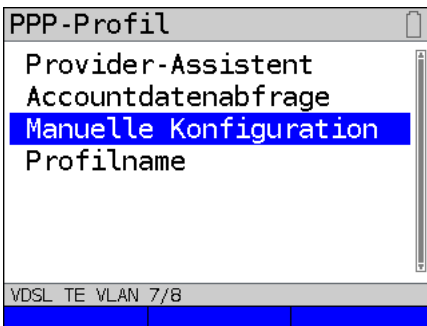 PPP-Profil
Provider-Assistent
Accountdatenabfrage
Manuelle Konfiguration
Profilname
VDSL TE VLAN 7/8